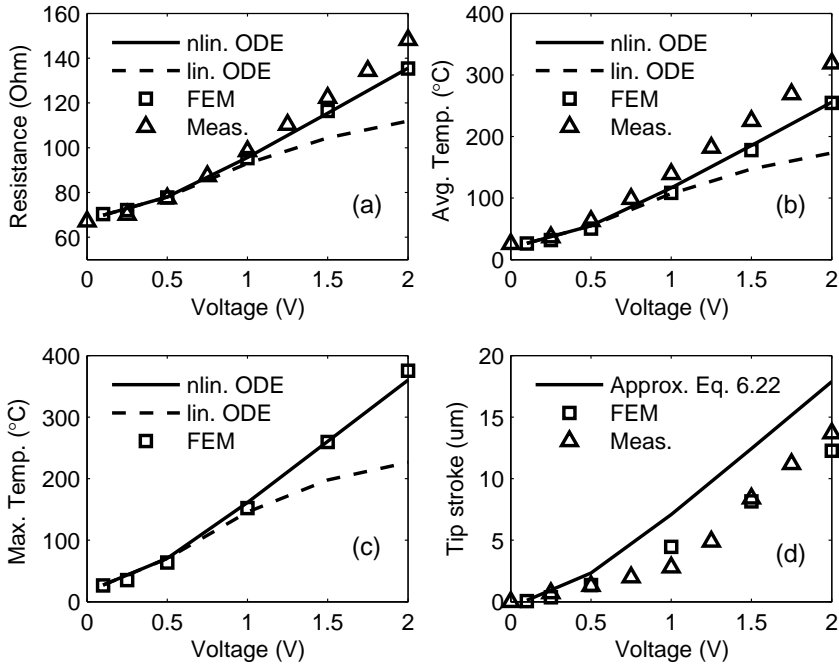 160
140
120
100
80
60
Resistance (Ohm)
nlin. ODE
lin. ODE
FEM
Meas.
(a)
0 0.5 1 1.5 2
Voltage (V)
400
300
200
100
0
Avg. Temp. (°C)
nlin. ODE
lin. ODE
FEM
Meas.
(b)
0 0.5 1 1.5 2
Voltage (V)
400
300
200
100
0
Max. Temp. (°C)
nlin. ODE
lin. ODE
FEM
(c)
0 0.5 1 1.5 2
Voltage (V)
20
15
10
5
0
Tip stroke (um)
Approx. Eq. 6.22
FEM
Meas.
(d)
0 0.5 1 1.5 2
Voltage (V)